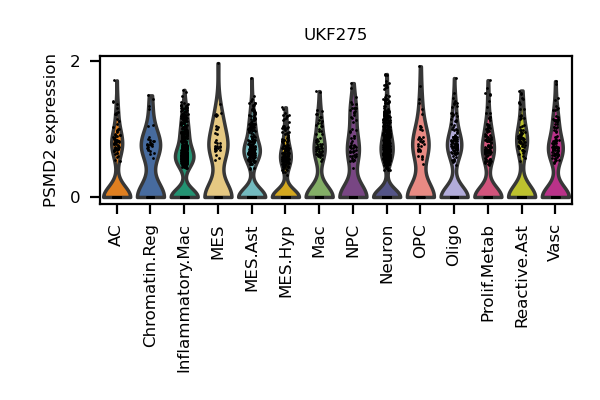 UKF275
PSMD2 expression
2
0
AC
Chromatin.Reg
Inflammatory.Mac
MES
MES.Ast
MES.Hyp
Mac
NPC
Neuron
OPC
Oligo
Prolif.Metab
Reactive.Ast
Vasc